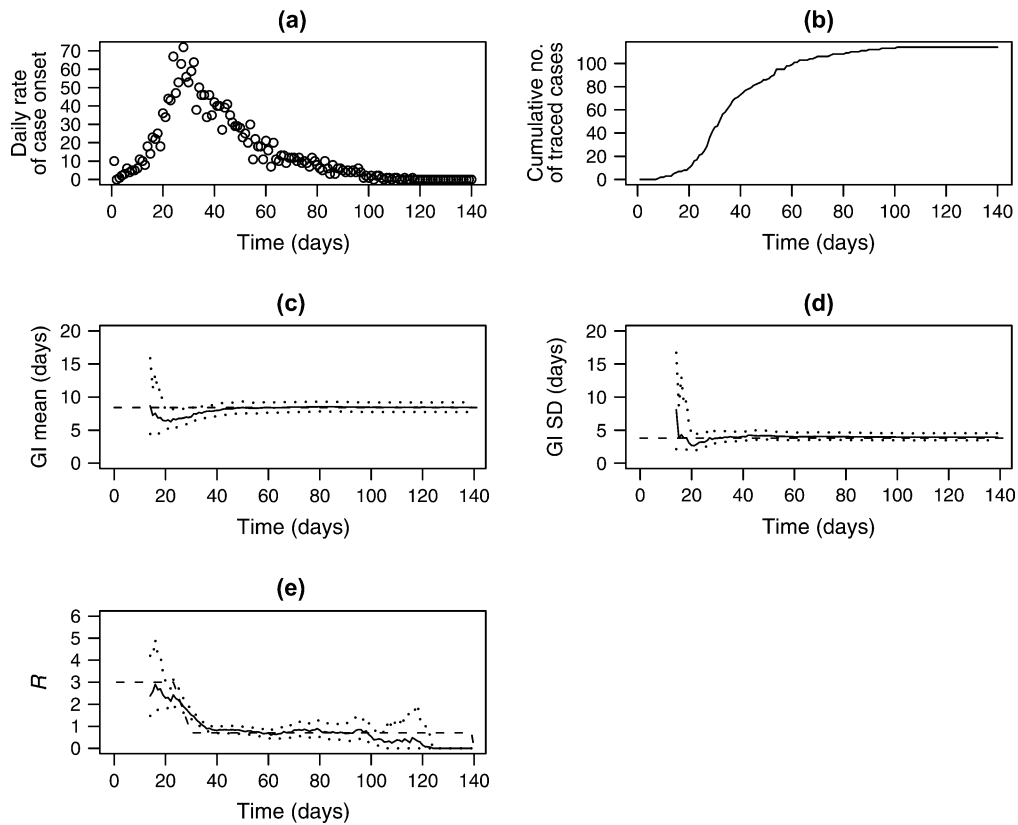 (a)
Daily rate
of case onset
70
60
50
40
30
20
10
0
0 20 40 60 80 100 120 140
Time (days)
(b)
Cumulative no.
of traced cases
100
80
60
40
20
0
0 20 40 60 80 100 120 140
Time (days)
(c)
GI mean (days)
20
15
10
5
0
0 20 40 60 80 100 120 140
Time (days)
(d)
GI SD (days)
20
15
10
5
0
0 20 40 60 80 100 120 140
Time (days)
(e)
R
6
5
4
3
2
1
0
0 20 40 60 80 100 120 140
Time (days)